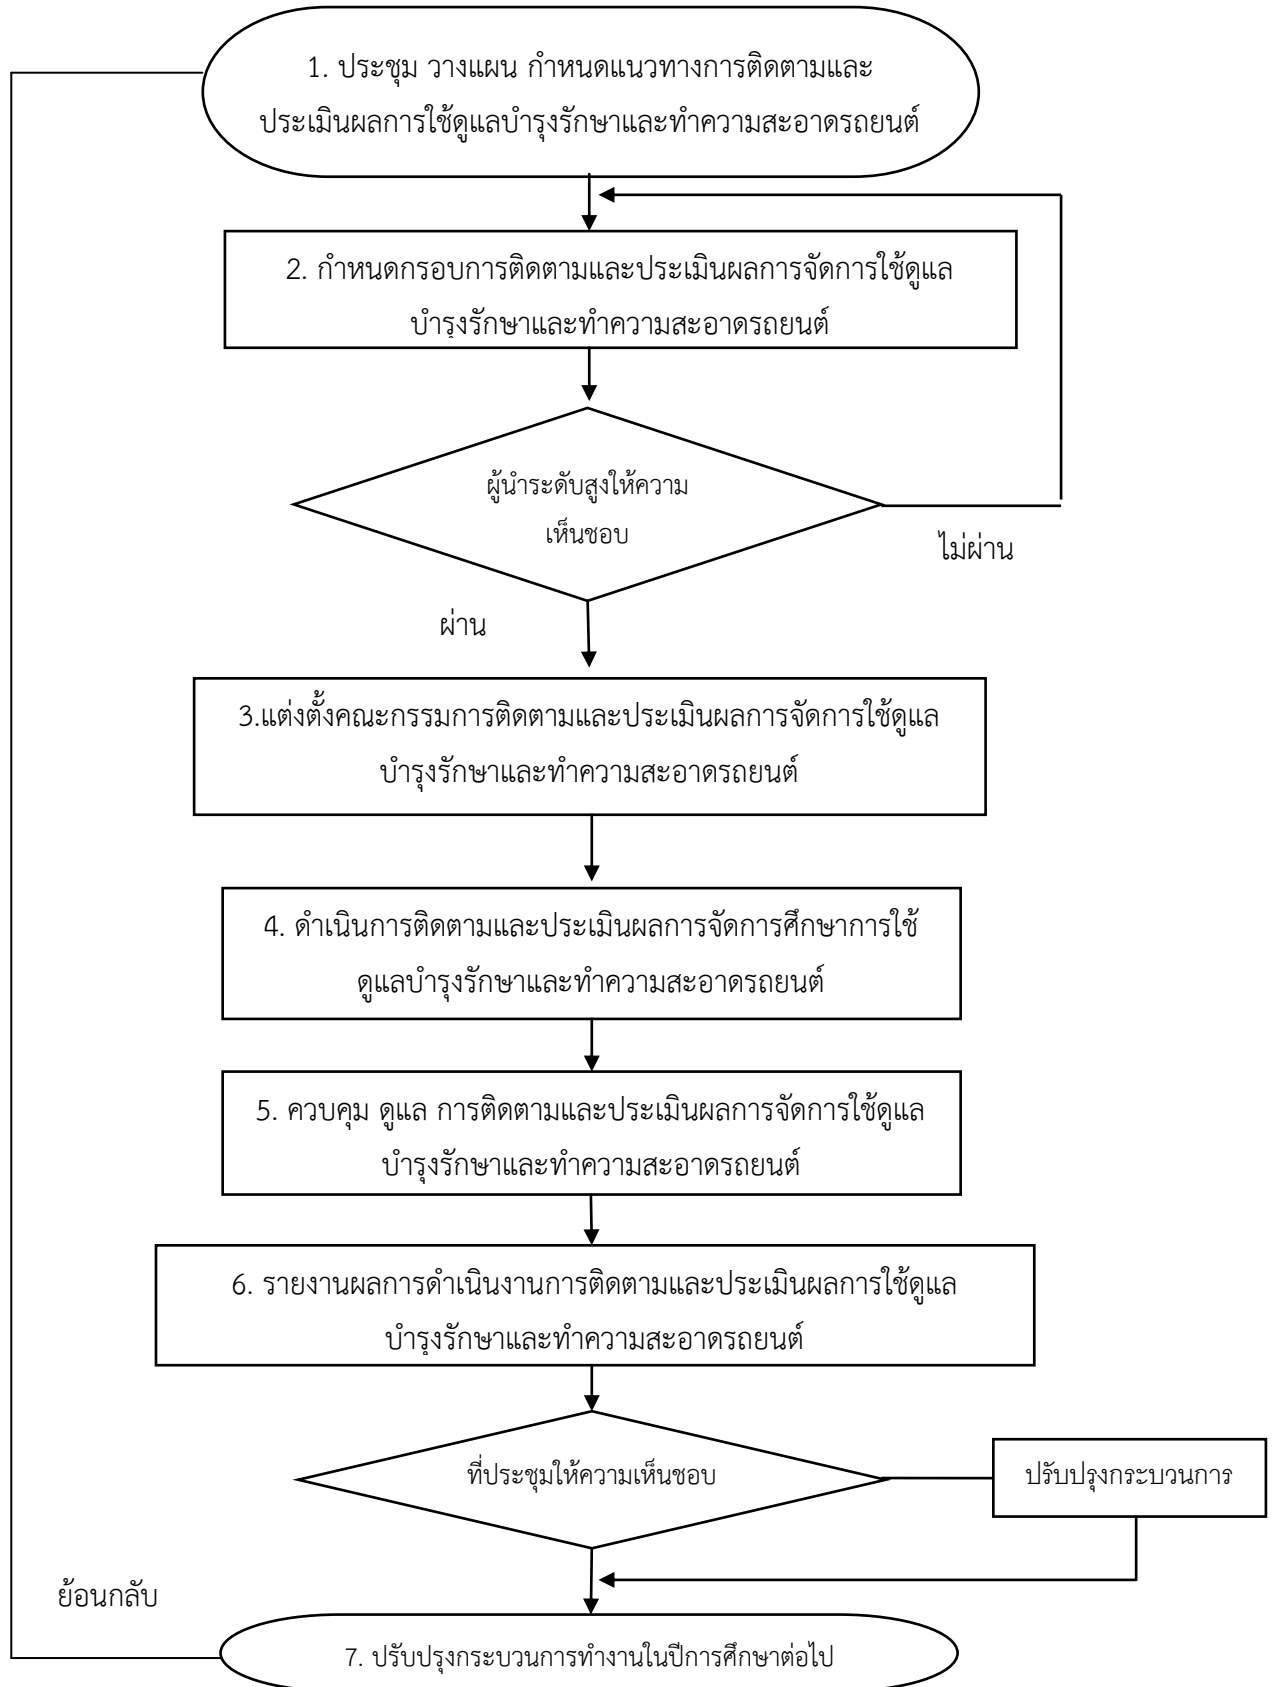 1. ประชุม วางแผน กำหนดแนวทางการติดตามและ
ประเมินผลการใช้ดูแลบำรุงรักษาและทำความสะอาดรถยนต์
2. กำหนดกรอบการติดตามและประเมินผลการจัดการใช้ดูแล
บำรุงรักษาและทำความสะอาดรถยนต์
ผู้นำระดับสูงให้ความ
เห็นชอบ
ไม่ผ่าน
ผ่าน
3.แต่งตั้งคณะกรรมการติดตามและประเมินผลการจัดการใช้ดูแล
บำรุงรักษาและทำความสะอาดรถยนต์
4. ดำเนินการติดตามและประเมินผลการจัดการศึกษาการใช้
ดูแลบำรุงรักษาและทำความสะอาดรถยนต์
5. ควบคุม ดูแล การติดตามและประเมินผลการจัดการใช้ดูแล
บำรุงรักษาและทำความสะอาดรถยนต์
6. รายงานผลการดำเนินงานการติดตามและประเมินผลการใช้ดูแล
บำรุงรักษาและทำความสะอาดรถยนต์
ที่ประชุมให้ความเห็นชอบ
ปรับปรุงกระบวนการ
ย้อนกลับ
7. ปรับปรุงกระบวนการทำงานในปีการศึกษาต่อไป